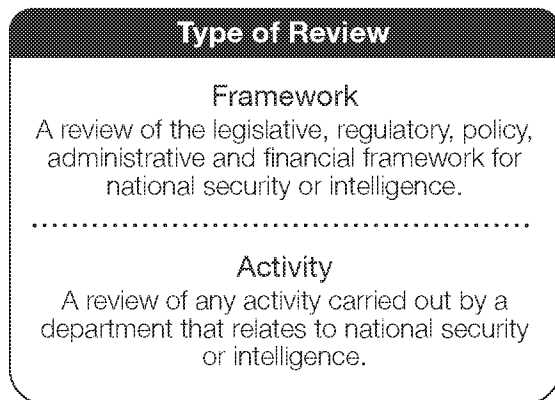 Type of Review
Framework
A review of the legislative, regulatory, policy,
administrative and financial framework for
national security or intelligence.
Activity
A review of any activity carried out by a
department that relates to national security
or intelligence.